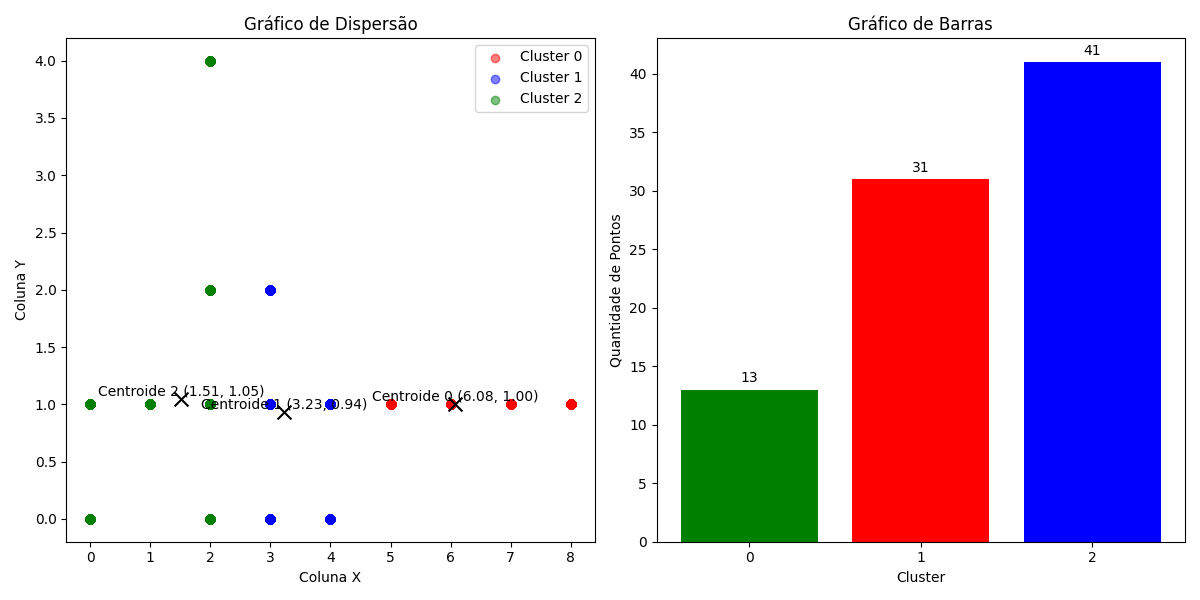 Gráfico de Dispersão
Coluna Y
4.0
3.5
3.0
2.5
2.0
1.5
1.0
0.5
0.0
Cluster 0
Cluster 1
Cluster 2
Centroide 2 (1.51, 1.05)
Centroide 1 (3.23, 0.94)
Centroide 0 (6.08, 1.00)
0 1 2 3 4 5 6 7 8
Coluna X
Gráfico de Barras
Quantidade de Pontos
40
35
30
25
20
15
10
5
0
13
31
41
0 1 2
Cluster